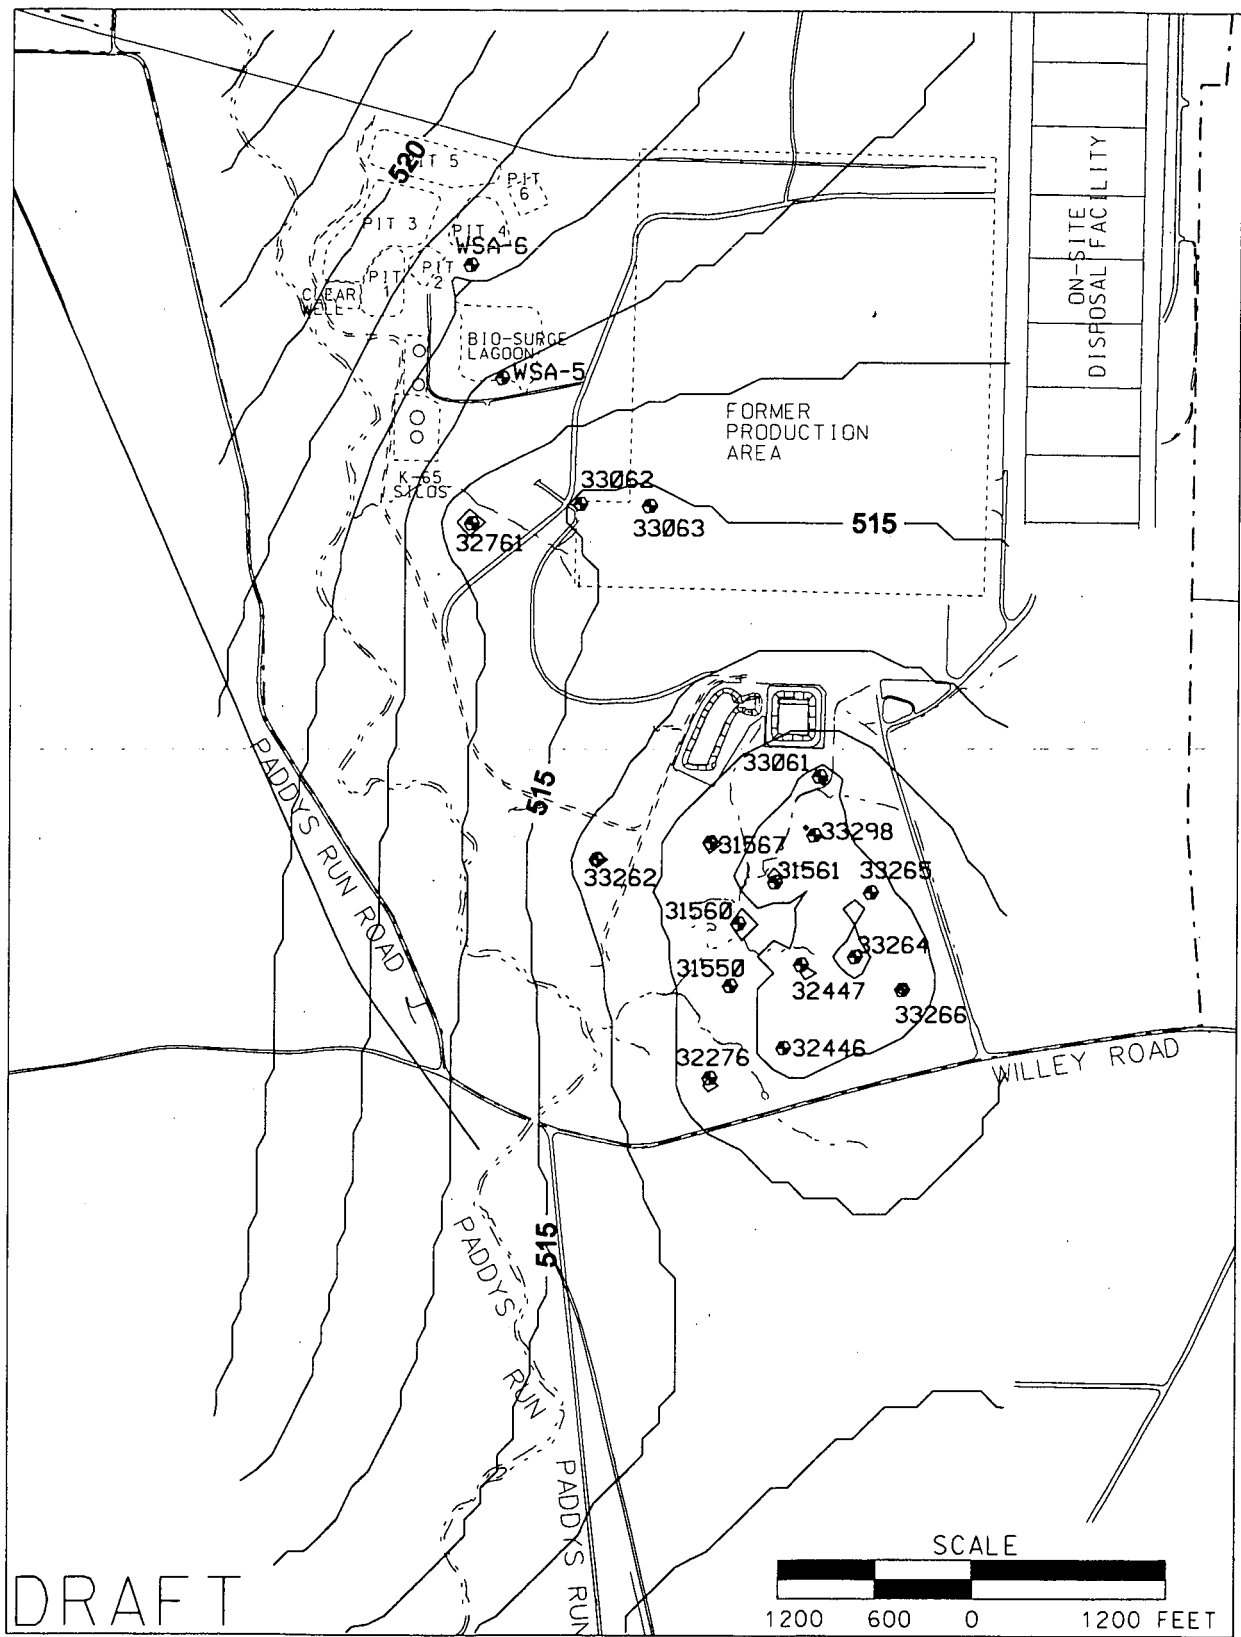 520
PIT 5
PIT
6
PIT 3
PIT 4
WSA-6
PIT
1
PIT
2
CLEAR
WELL
BIO-SURGE
LAGOON
WSA-5
ON-SITE
DISPOSAL FACILITY
FORMER
PRODUCTION
AREA
K-65
SILOS
33062
33063
32761
515
PADDYS RUN ROAD
515
33061
33298
31567
31561
33265
33262
31560
33264
31550
32447
33266
32446
32276
WILLEY ROAD
515
PADDYS
RUN
PADDYS RUN
DRAFT
SCALE
1200 600 0 1200 FEET